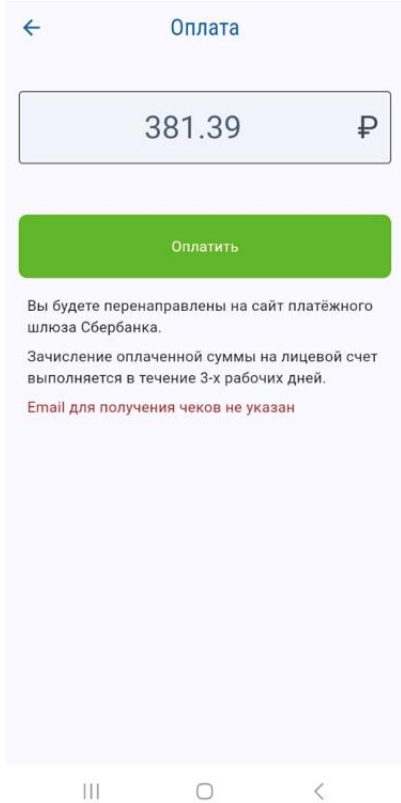 Оплата
381.39 ₽
Оплатить
Вы будете перенаправлены на сайт платёжного
шлюза Сбербанка.
Зачисление оплаченной суммы на лицевой счет
выполняется в течение 3-х рабочих дней.
Email для получения чеков не указан